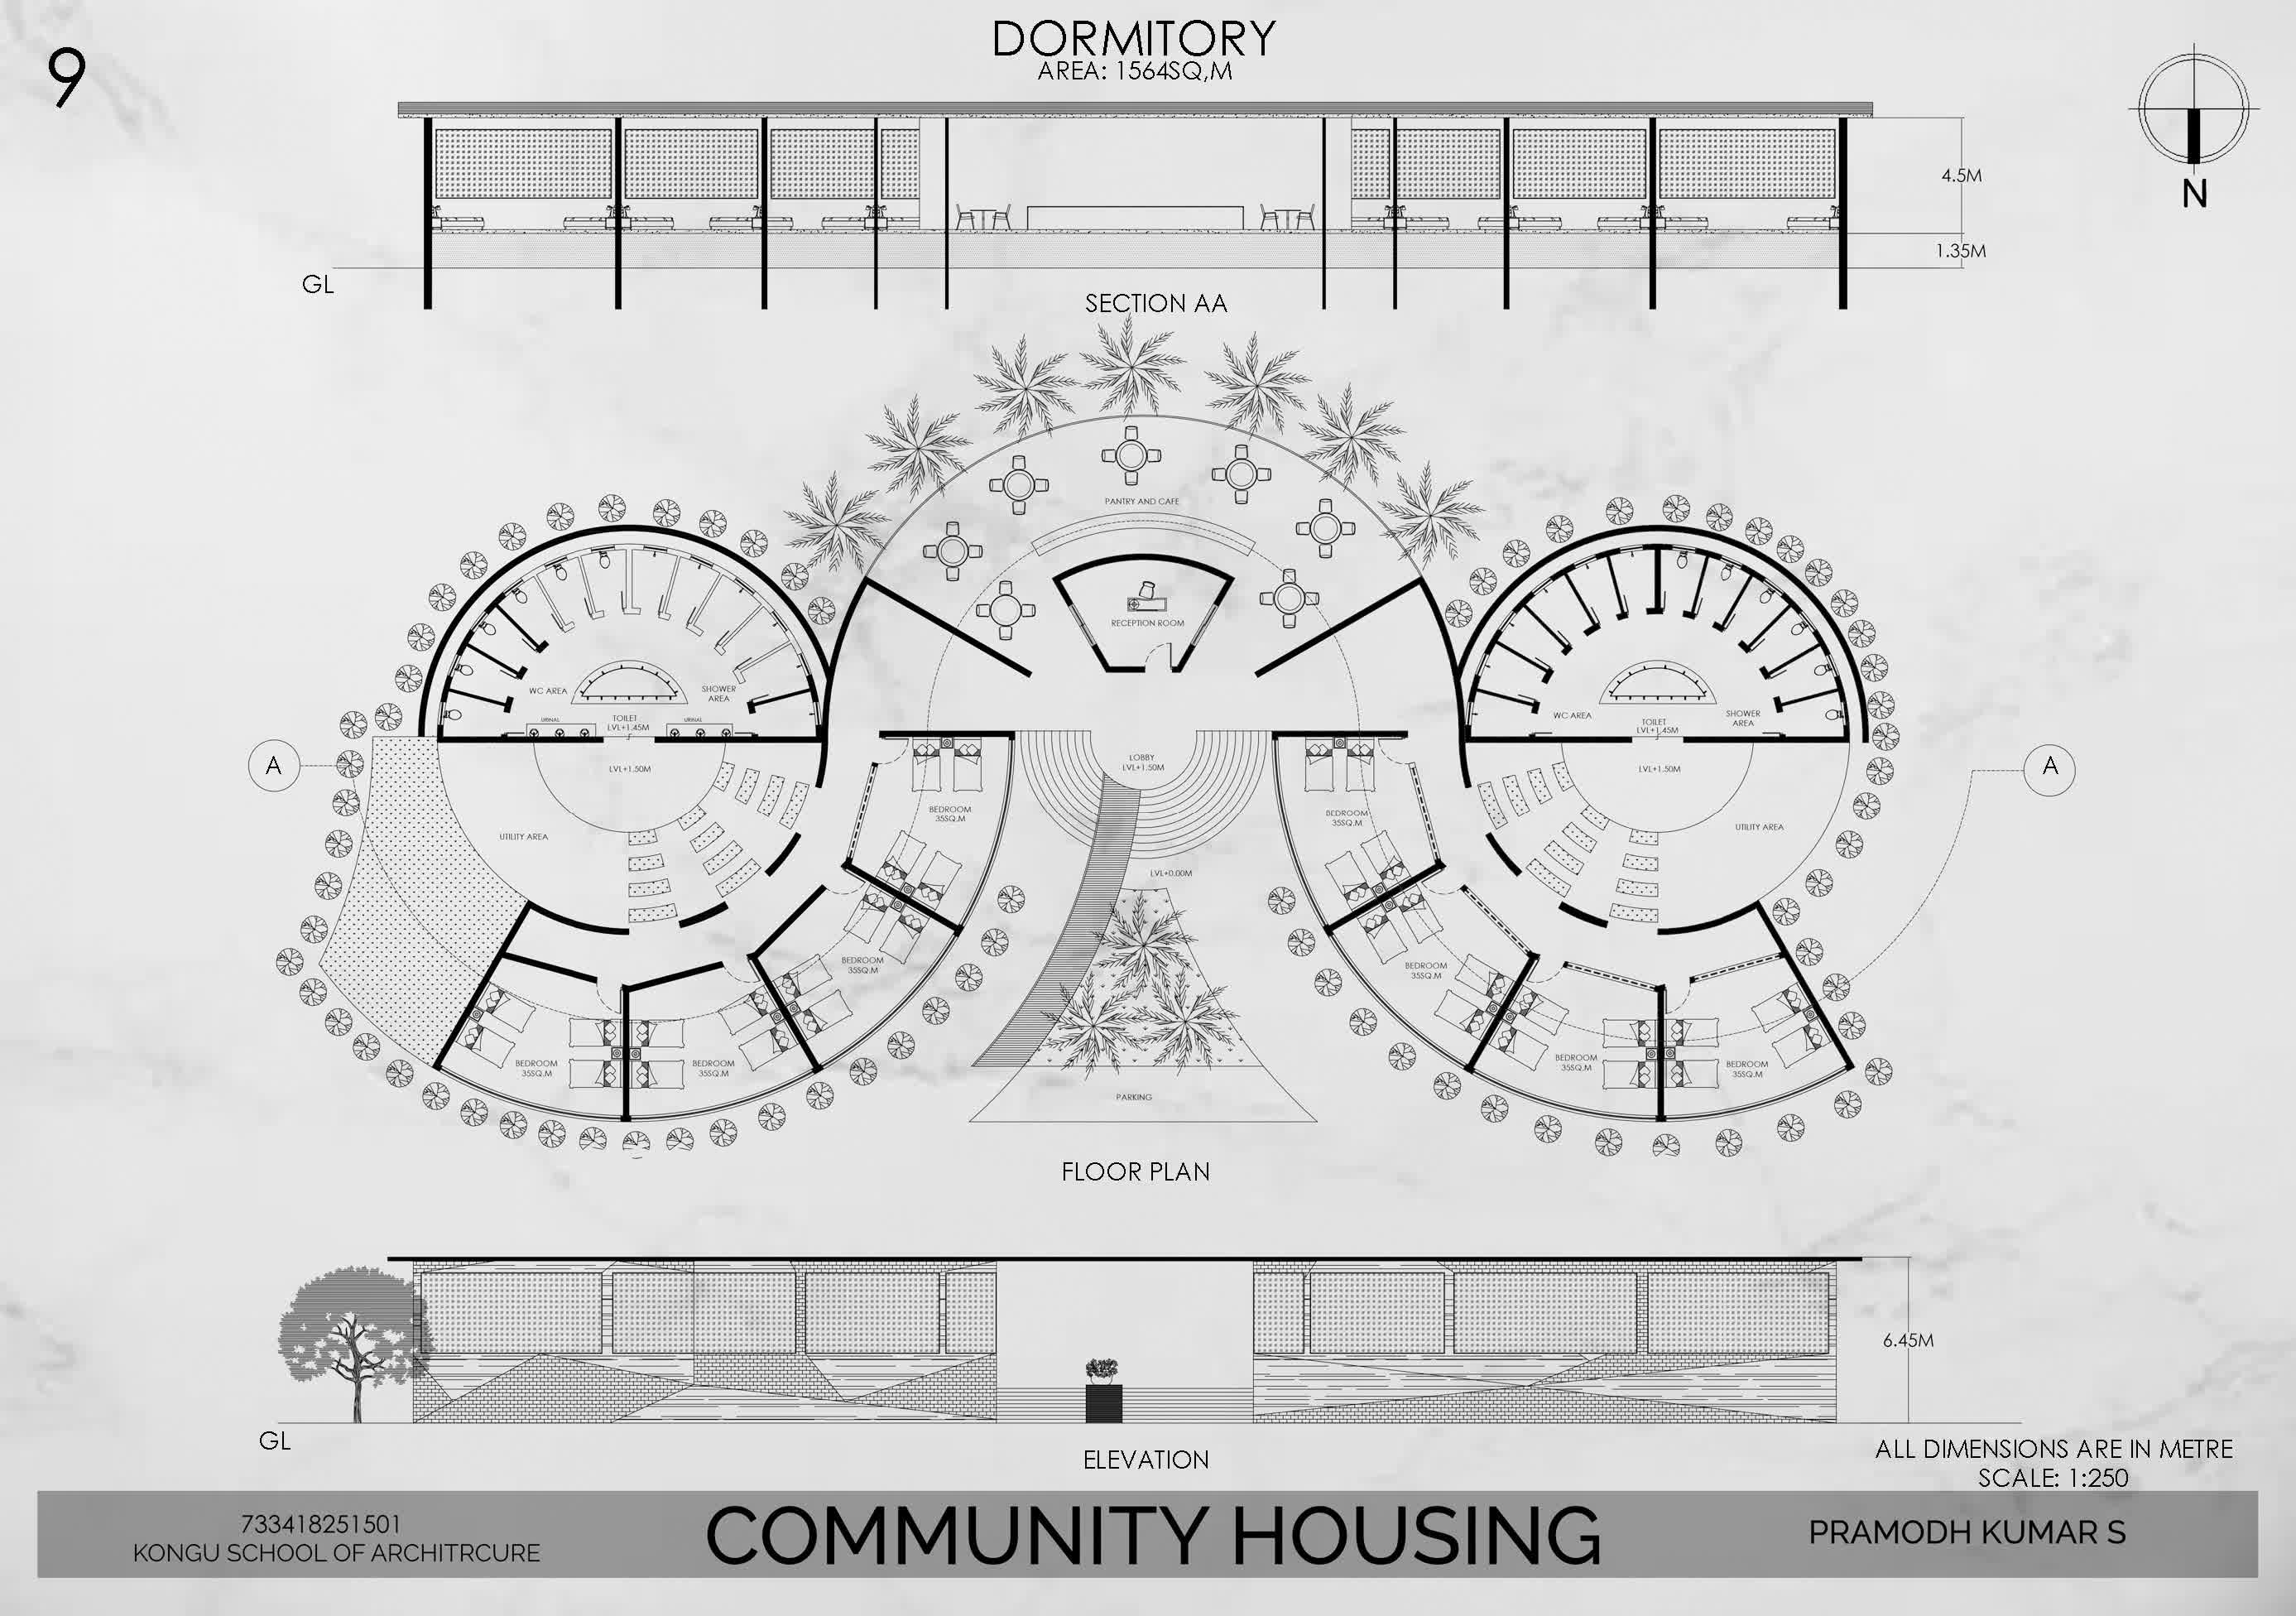 9
DORMITORY
AREA: 1564SQ,M
N
4.5M
1.35M
GL
SECTION AA
PANTRY AND CAFE
RECEPTION ROOM
WC AREA
SHOWER
AREA
URINAL
TOILET
LVL+1.45M
URINAL
WC AREA
SHOWER
AREA
TOILET
LVL+1.45M
A
LVL+1.50M
LOBBY
LVL+1.50M
LVL+1.50M
A
UTILITY AREA
BEDROOM
35SQ.M
BEDROOM
35SQ.M
UTILITY AREA
LVL+0.00M
BEDROOM
35SQ.M
BEDROOM
35SQ.M
BEDROOM
35SQ.M
BEDROOM
35SQ.M
BEDROOM
35SQ.M
BEDROOM
35SQ.M
PARKING
FLOOR PLAN
6.45M
GL
ELEVATION
ALL DIMENSIONS ARE IN METRE
SCALE: 1:250
733418251501
KONGU SCHOOL OF ARCHITRCURE
COMMUNITY HOUSING
PRAMODH KUMAR S